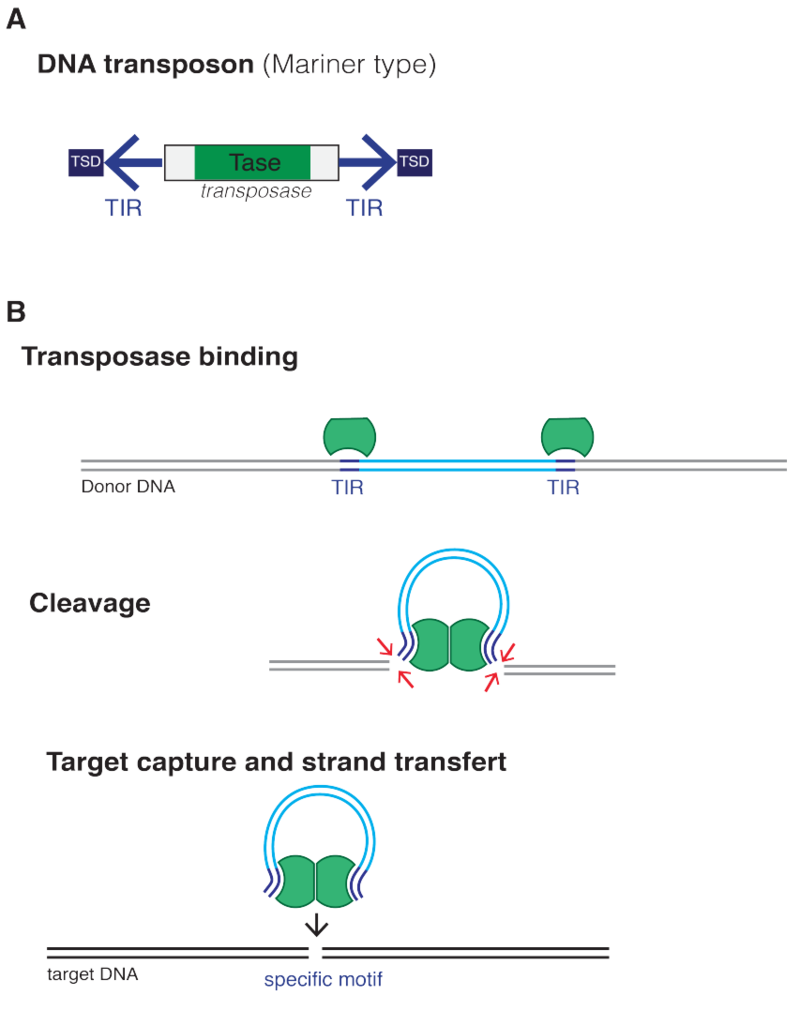 A
DNA transposon (Mariner type)
TSD
Tase
TSD
transposase
TIR
TIR
B
Transposase binding
Donor DNA
TIR
TIR
Cleavage
Target capture and strand transfert
target DNA
specific motif